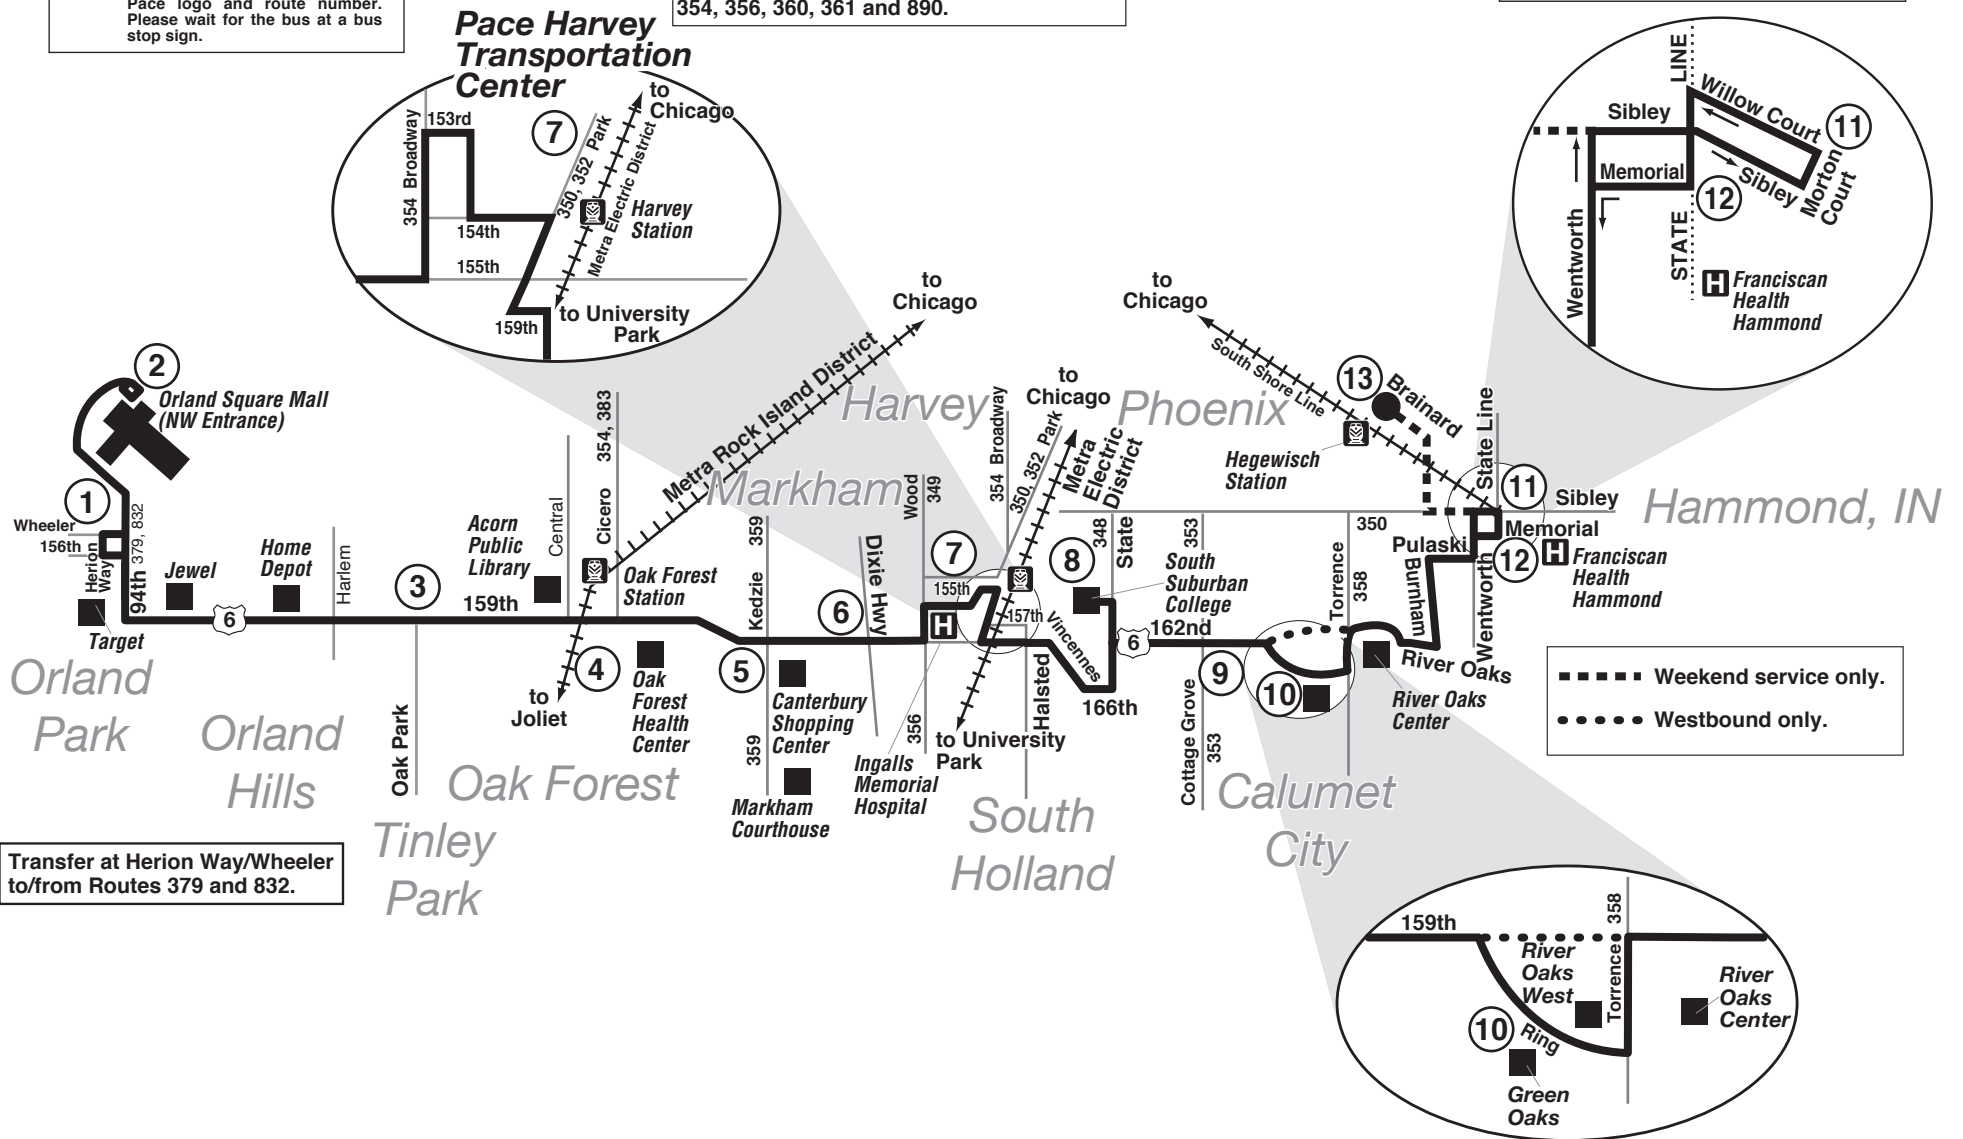 Pace logo and route number.
Please wait for the bus at a bus
stop sign.
354, 356, 360, 361 and 890.
Pace Harvey
Transportation
Center
to
Chicago
153rd
7
354 Broadway
350, 352 Park
Metra Electric District
Harvey
Station
154th
155th
159th
to University
Park
LINE
Willow Court
11
Sibley
Memorial
Sibley
Morton
Court
12
Wentworth
STATE
H
Franciscan
Health
Hammond
2
Orland Square Mall
(NW Entrance)
1
Wheeler
156th
Herion
Way
94th
379, 832
Target
Jewel
Home
Depot
Harlem
3
159th
Oak Park
Acorn
Public
Library
Central
Cicero
354, 383
Metra Rock Island District
to
Chicago
Oak Forest
Station
4
to
Joliet
6
Oak
Forest
Health
Center
5
Kedzie
359
359
Canterbury
Shopping
Center
Markham
Courthouse
6
Dixie Hwy
Wood
349
356
Ingalls
Memorial
Hospital
H
7
155th
157th
354 Broadway
350, 352 Park
to
Chicago
Metra
Electric
District
to University
Park
Halsted
Vincennes
166th
8
348
State
South
Suburban
College
6
162nd
353
Cottage Grove
353
9
10
Torrence
358
350
River Oaks
River Oaks
Center
Burnham
Pulaski
Wentworth
to
Chicago
South Shore Line
13
Brainard
Hegewisch
Station
State Line
11
Sibley
Memorial
12
H
Franciscan
Health
Hammond
Orland
Park
Orland
Hills
Tinley
Park
Oak Forest
Markham
Harvey
Phoenix
South
Holland
Calumet
City
Hammond, IN
Weekend service only.
Westbound only.
Transfer at Herion Way/Wheeler
to/from Routes 379 and 832.
159th
358
River
Oaks
West
Torrence
River
Oaks
Center
10
Ring
Green
Oaks